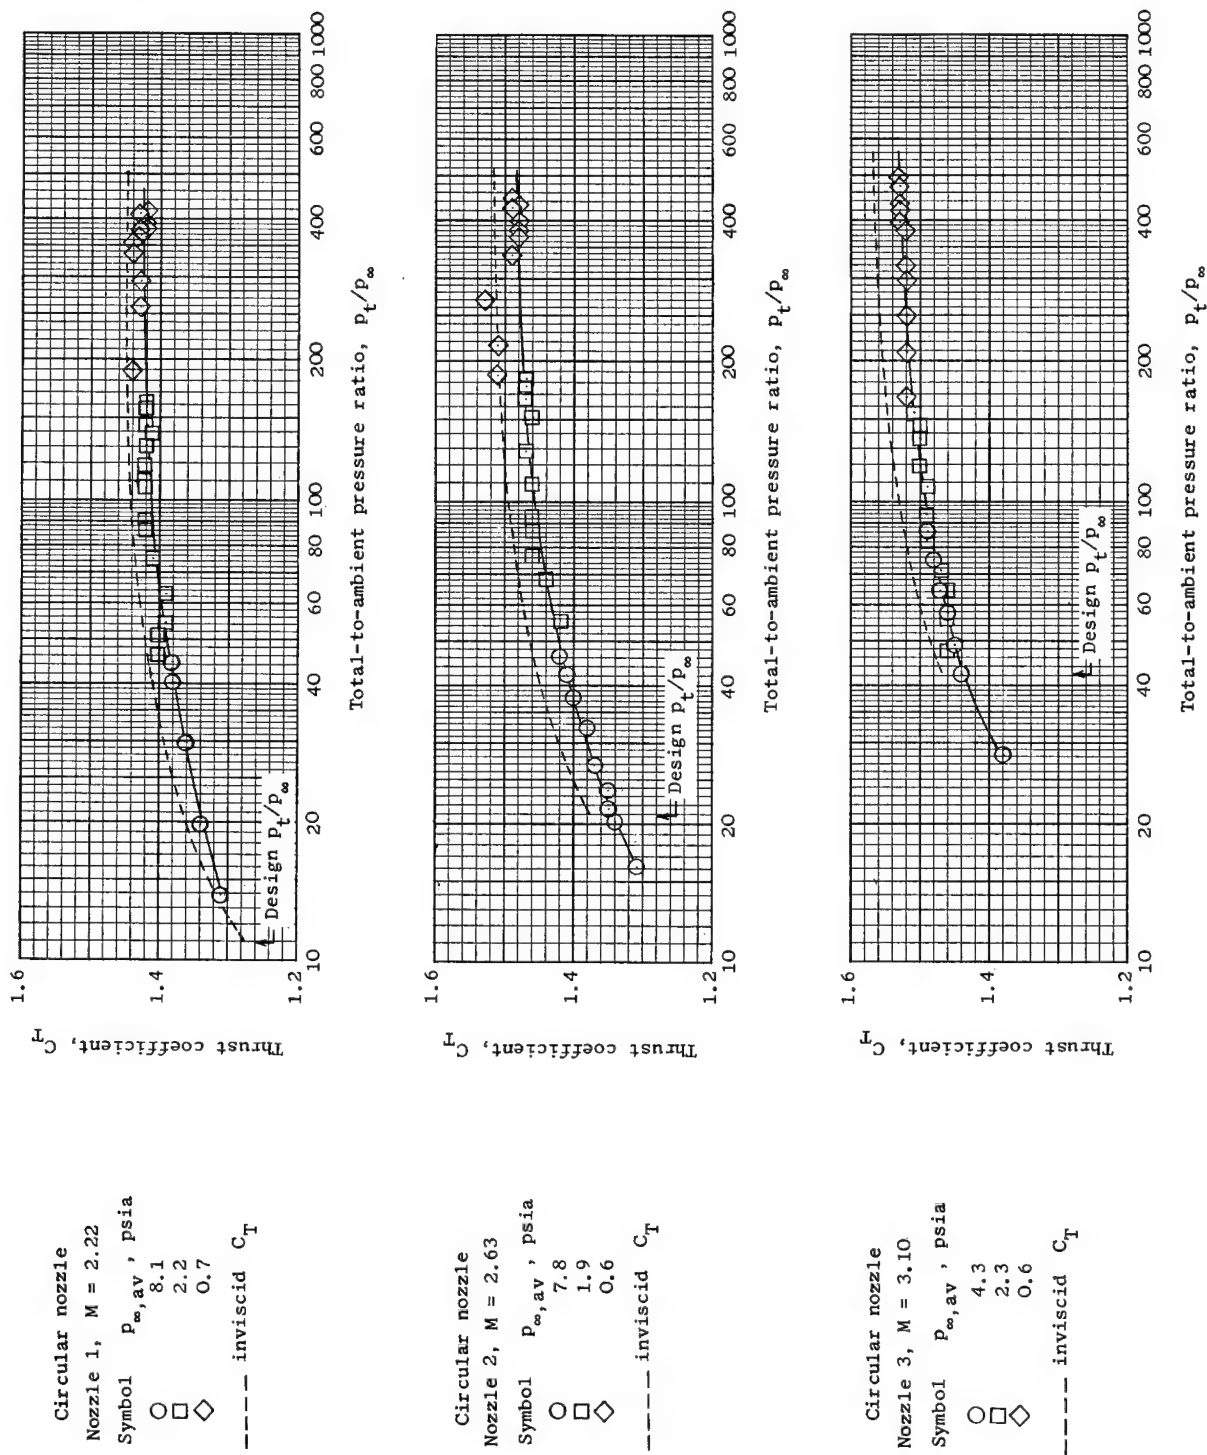 Circular nozzle
Nozzle 1, M = 2.22
Symbol p∞,av , psia
8.1
2.2
0.7
inviscid C_T
Thrust coefficient, C_T
1.6
1.4
1.2
10
20
40
60
80
100
200
400
600
800
1000
Design p_t/p∞
Total-to-ambient pressure ratio, p_t/p∞
Circular nozzle
Nozzle 2, M = 2.63
Symbol p∞,av , psia
7.8
1.9
0.6
inviscid C_T
Thrust coefficient, C_T
1.6
1.4
1.2
10
20
40
60
80
100
200
400
600
800
1000
Design p_t/p∞
Total-to-ambient pressure ratio, p_t/p∞
Circular nozzle
Nozzle 3, M = 3.10
Symbol p∞,av , psia
4.3
2.3
0.6
inviscid C_T
Thrust coefficient, C_T
1.6
1.4
1.2
10
20
40
60
80
100
200
400
600
800
1000
Design p_t/p∞
Total-to-ambient pressure ratio, p_t/p∞